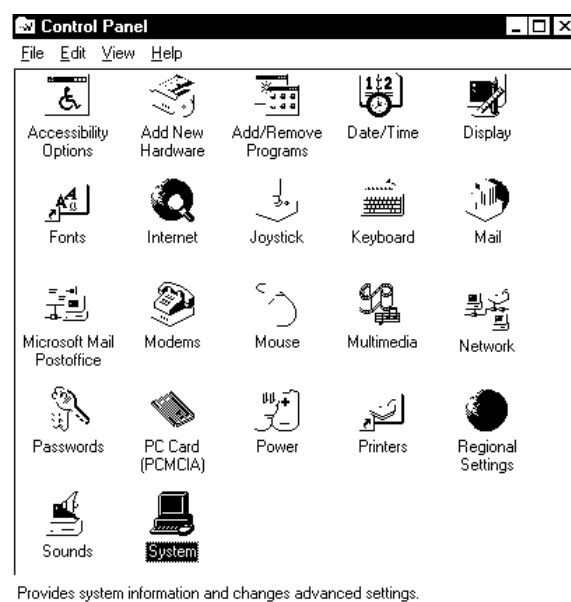 Control Panel
File Edit View Help
Accessibility Options
Add New Hardware
Add/Remove Programs
Date/Time
Display
Fonts
Internet
Joystick
Keyboard
Mail
Microsoft Mail Postoffice
Modems
Mouse
Multimedia
Network
Passwords
PC Card (PCMCIA)
Power
Printers
Regional Settings
Sounds
System
Provides system information and changes advanced settings.